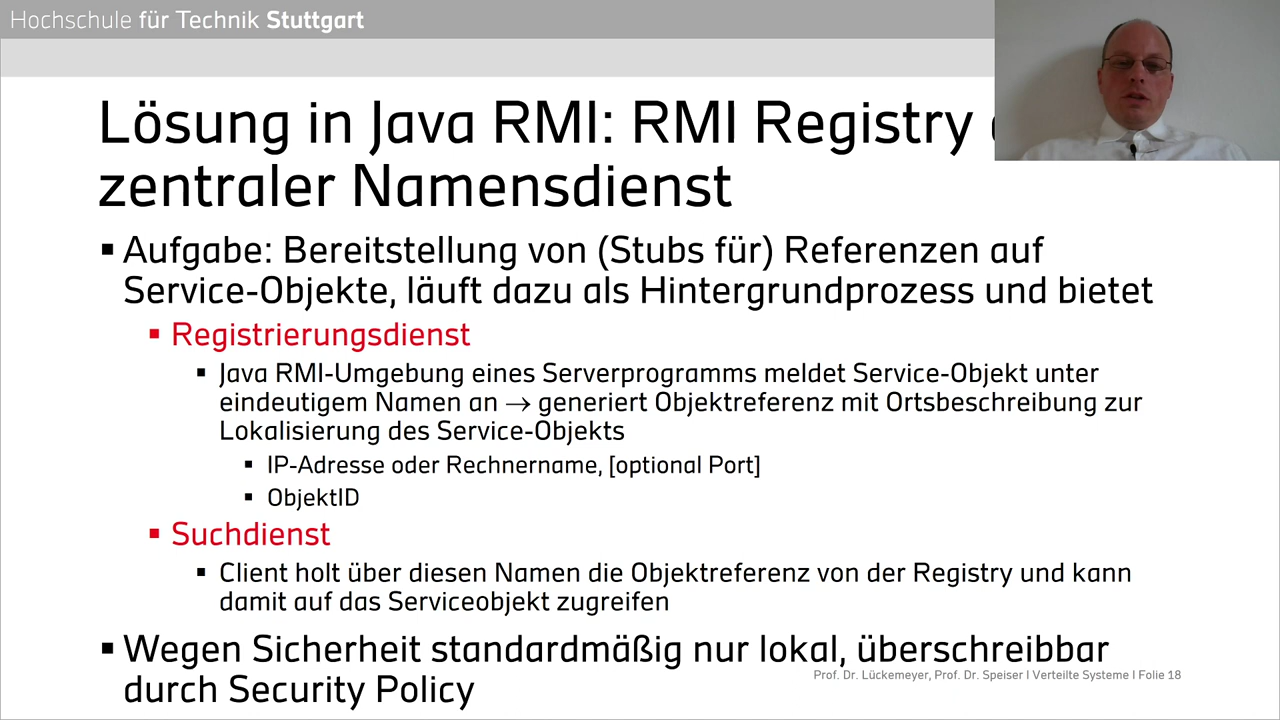 Hochschule für Technik Stuttgart
Lösung in Java RMI: RMI Registry
zentraler Namensdienst
▪ Aufgabe: Bereitstellung von (Stubs für) Referenzen auf
Service-Objekte, läuft dazu als Hintergrundprozess und bietet
▪ Registrierungsdienst
▪ Java RMI-Umgebung eines Serverprogramms meldet Service-Objekt unter
eindeutigem Namen an → generiert Objektreferenz mit Ortsbeschreibung zur
Lokalisierung des Service-Objekts
▪ IP-Adresse oder Rechnername, [optional Port]
▪ ObjektID
▪ Suchdienst
▪ Client holt über diesen Namen die Objektreferenz von der Registry und kann
damit auf das Serviceobjekt zugreifen
▪ Wegen Sicherheit standardmäßig nur lokal, überschreibbar
durch Security Policy
Prof. Dr. Lückemeyer, Prof. Dr. Speiser I Verteilte Systeme I Folie 18